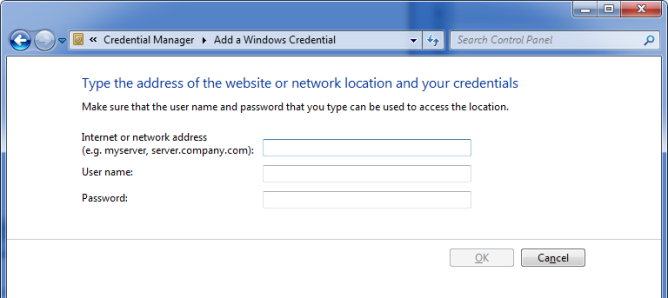 « Credential Manager ▸ Add a Windows Credential
Search Control Panel
Type the address of the website or network location and your credentials
Make sure that the user name and password that you type can be used to access the location.
Internet or network address
(e.g. myserver, server.company.com):
User name:
Password:
OK
Cancel